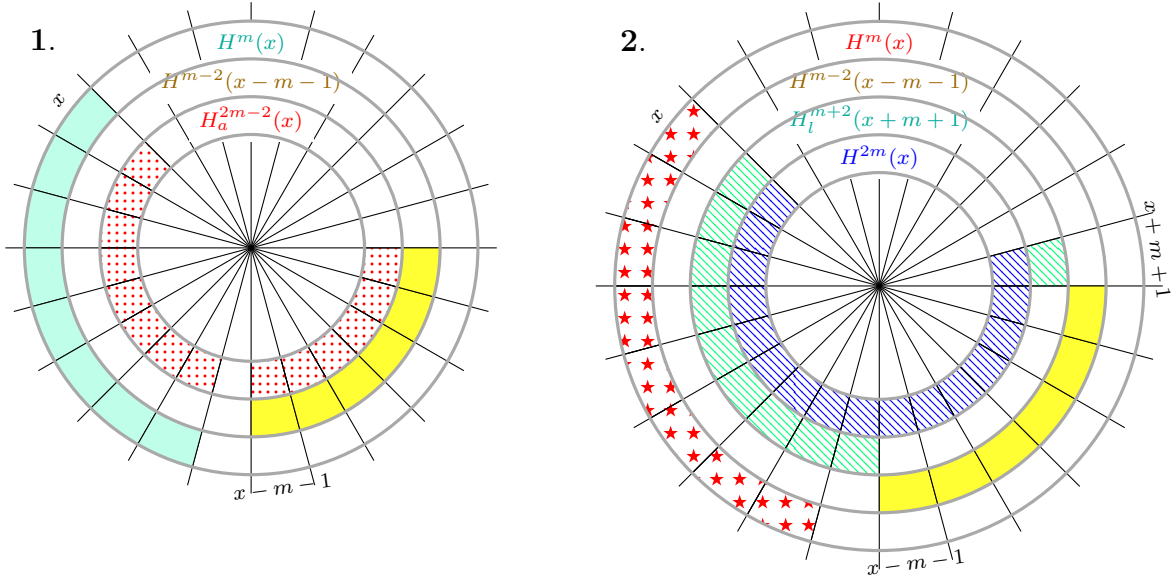 1.
H^m(x)
H^{m-2}(x - m - 1)
H_a^{2m-2}(x)
x
x - m - 1
2.
H^m(x)
H^{m-2}(x - m - 1)
H_l^{m+2}(x + m + 1)
H^{2m}(x)
x
x + m + 1
x - m - 1